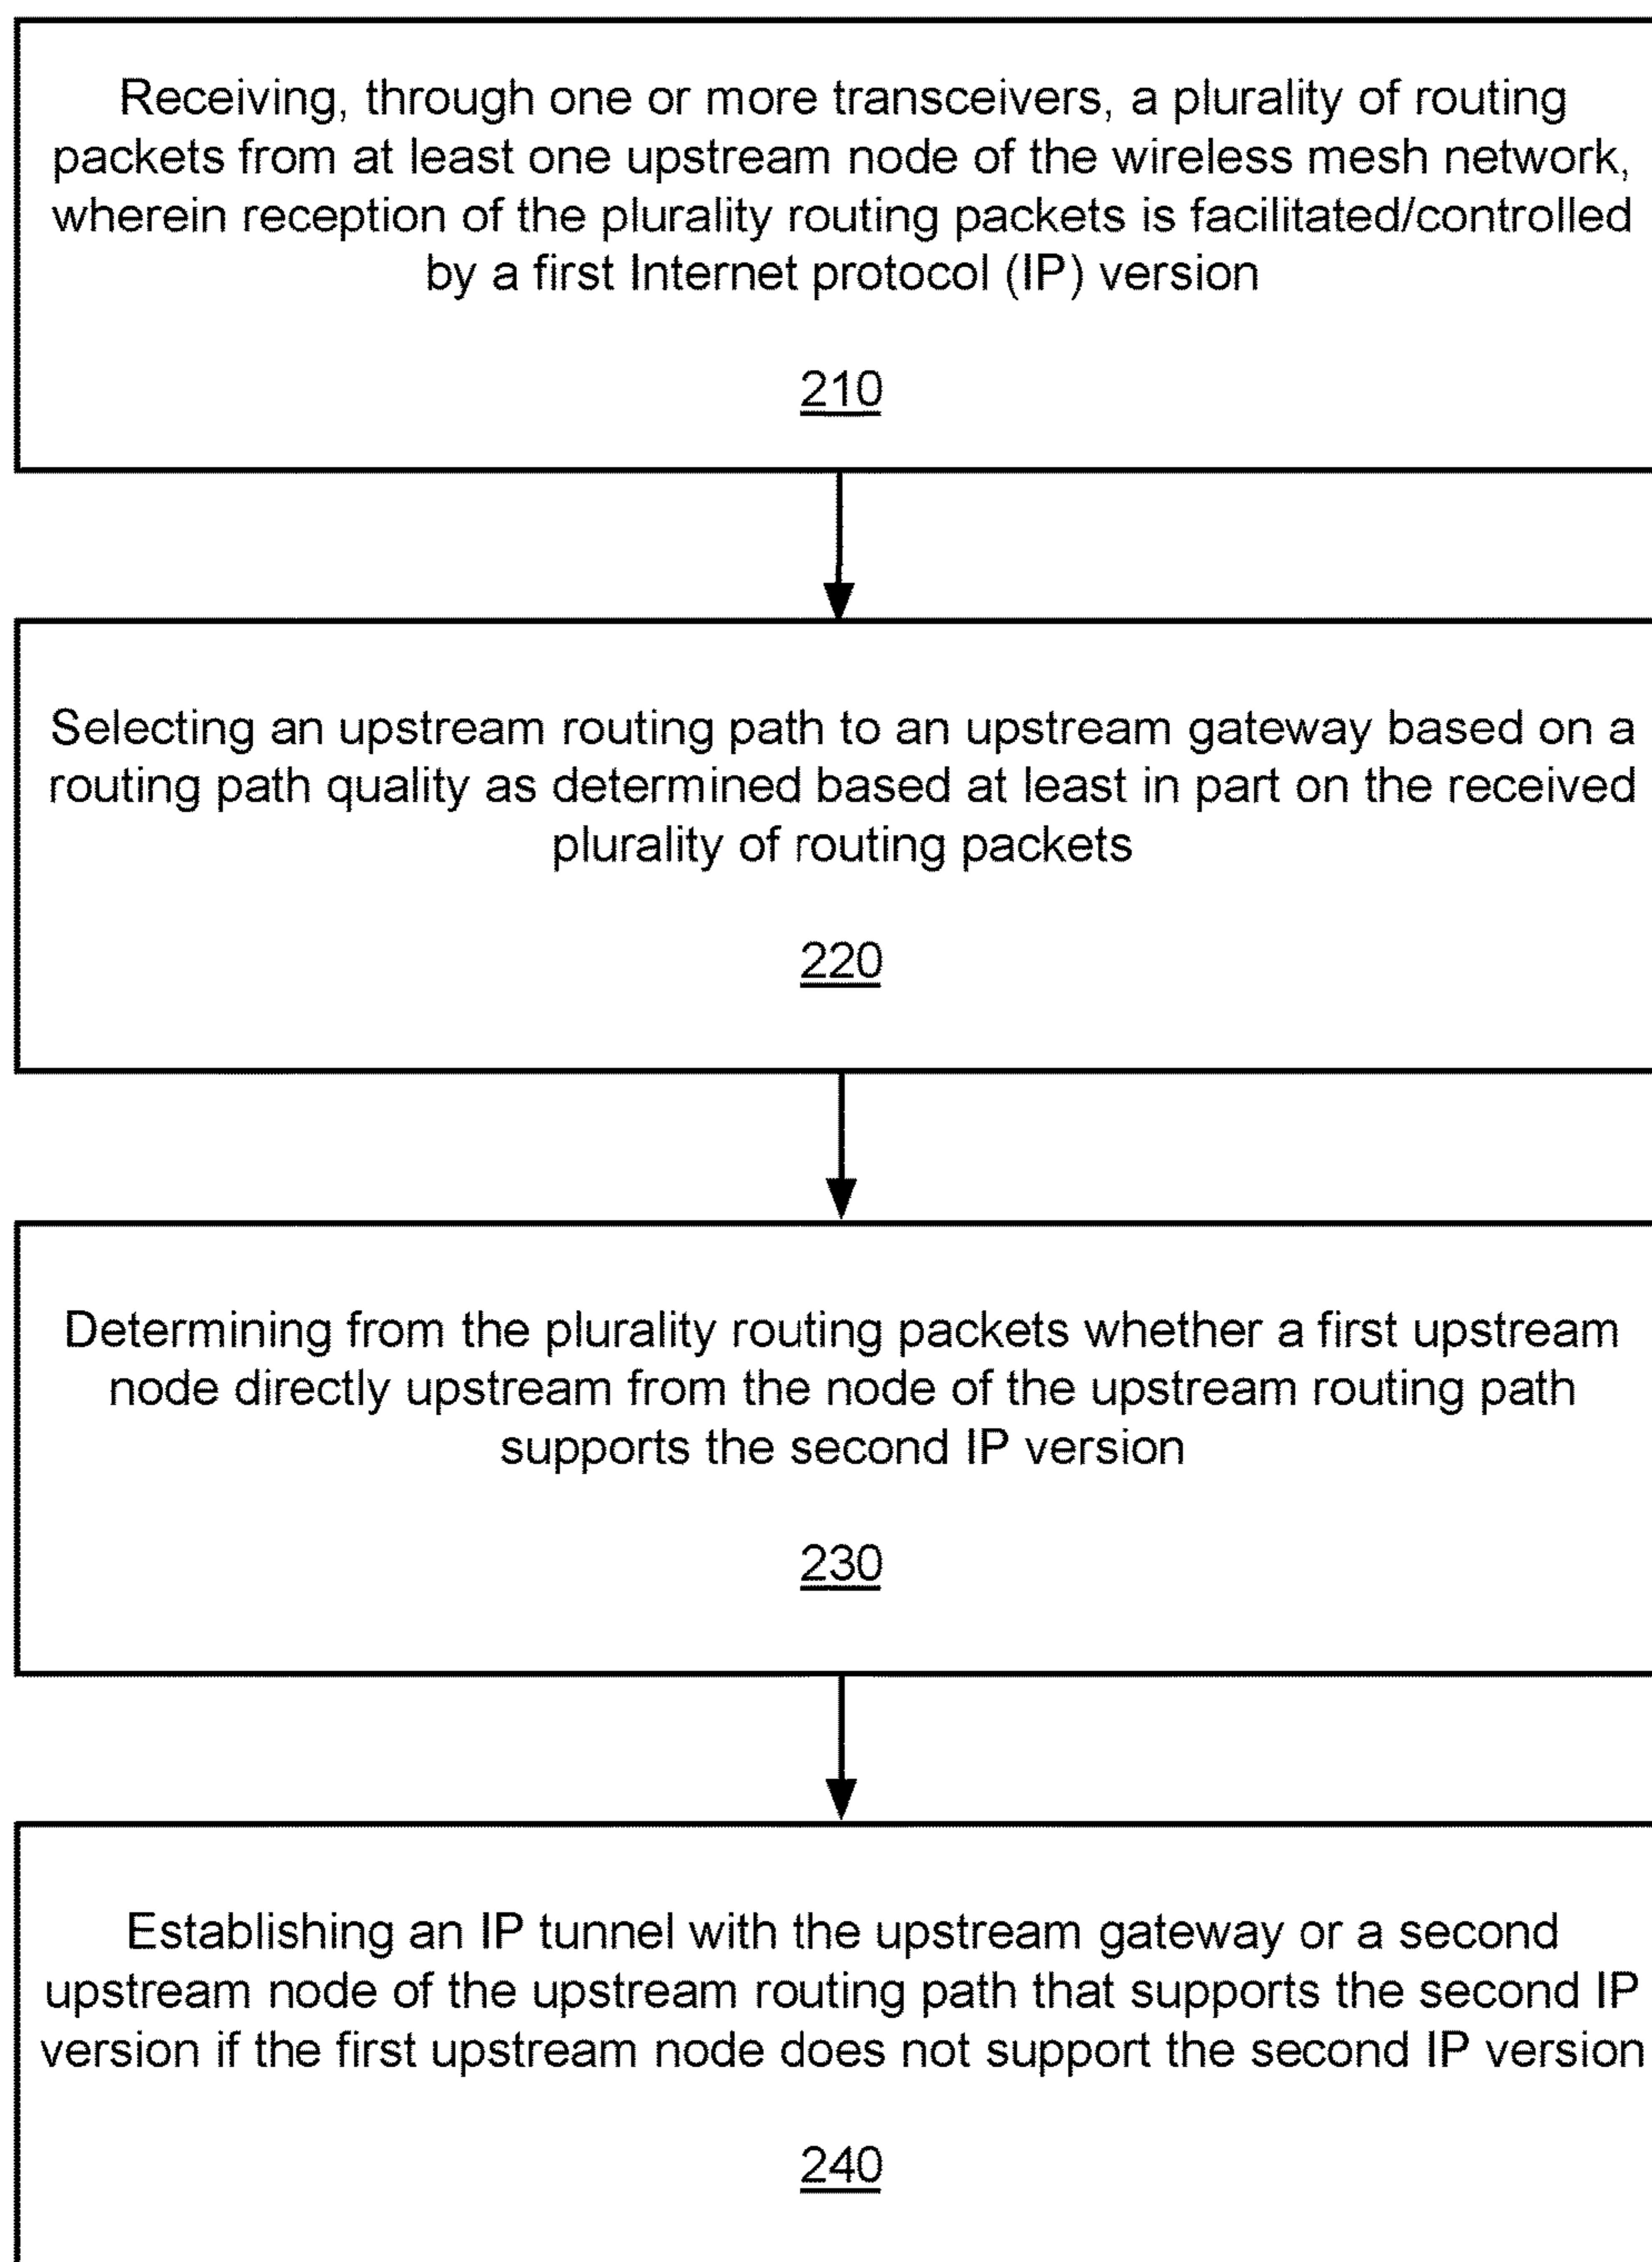 Receiving, through one or more transceivers, a plurality of routing
packets from at least one upstream node of the wireless mesh network,
wherein reception of the plurality routing packets is facilitated/controlled
by a first Internet protocol (IP) version
210
Selecting an upstream routing path to an upstream gateway based on a
routing path quality as determined based at least in part on the received
plurality of routing packets
220
Determining from the plurality routing packets whether a first upstream
node directly upstream from the node of the upstream routing path
supports the second IP version
230
Establishing an IP tunnel with the upstream gateway or a second
upstream node of the upstream routing path that supports the second IP
version if the first upstream node does not support the second IP version
240